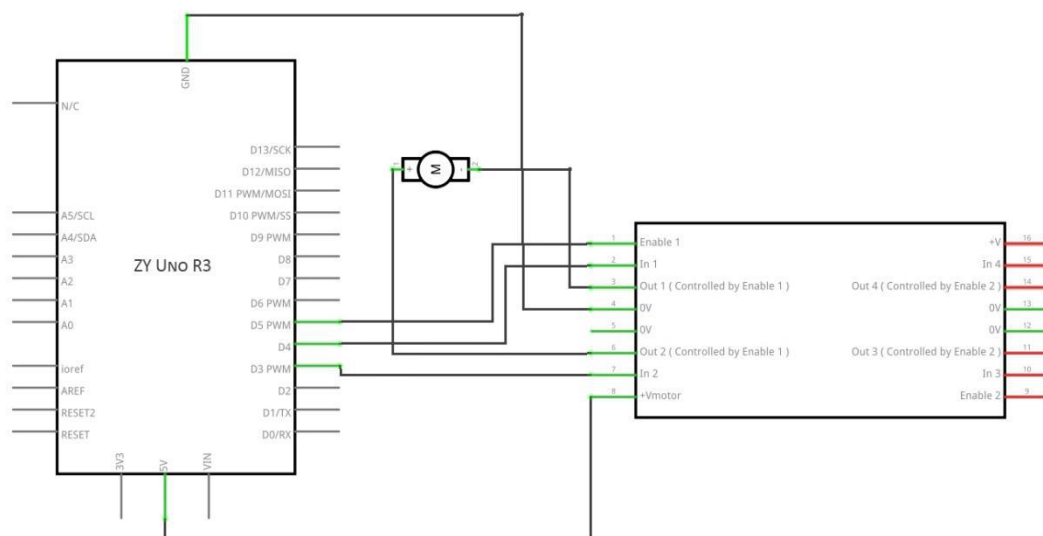 GND
N/C
D13/SCK
D12/MISO
D11 PWM/MOSI
D10 PWM/SS
D9 PWM
D8
D7
D6 PWM
D5 PWM
D4
D3 PWM
D2
D1/TX
D0/RX
A5/SCL
A4/SDA
A3
A2
A1
A0
ioref
AREF
RESET2
RESET
ZY Uno R3
3V3
5V
VIN
1 + M - 2
1 Enable 1
2 In 1
3 Out 1 ( Controlled by Enable 1 )
4 0V
5 0V
6 Out 2 ( Controlled by Enable 1 )
7 In 2
8 +Vmotor
+V 16
In 4 15
Out 4 ( Controlled by Enable 2 ) 14
0V 13
0V 12
Out 3 ( Controlled by Enable 2 ) 11
In 3 10
Enable 2 9